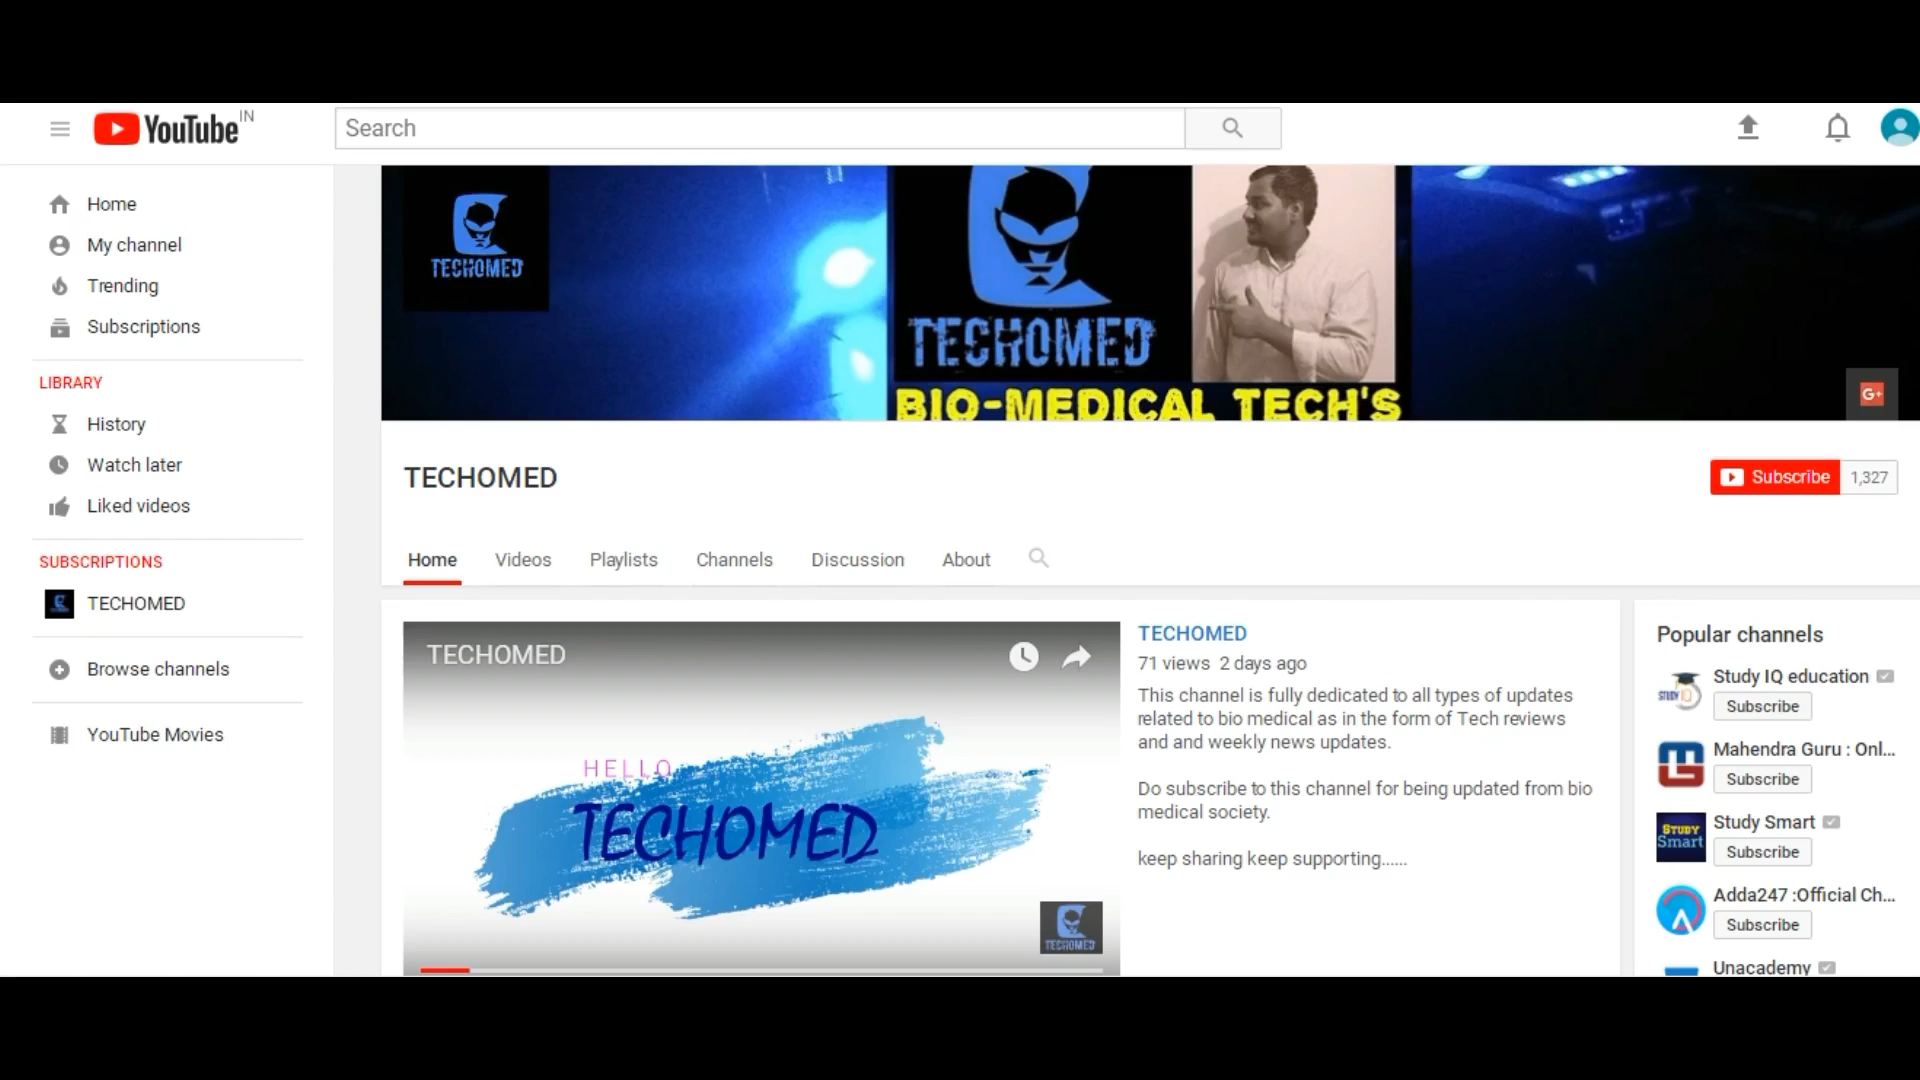 YouTube IN
Search
Home
My channel
Trending
Subscriptions
LIBRARY
History
Watch later
Liked videos
SUBSCRIPTIONS
TECHOMED
Browse channels
YouTube Movies
TECHOMED
TECHOMED
BIO-MEDICAL TECH'S
G+
TECHOMED
Subscribe 1,327
Home Videos Playlists Channels Discussion About
TECHOMED
HELLO
TECHOMED
TECHOMED
TECHOMED
71 views 2 days ago
This channel is fully dedicated to all types of updates
related to bio medical as in the form of Tech reviews
and and weekly news updates.
Do subscribe to this channel for being updated from bio
medical society.
keep sharing keep supporting......
Popular channels
STUDY IQ
Study IQ education
Subscribe
Mahendra Guru : Onl...
Subscribe
STUDY
Smart
Study Smart
Subscribe
Adda247 :Official Ch...
Subscribe
Unacademy